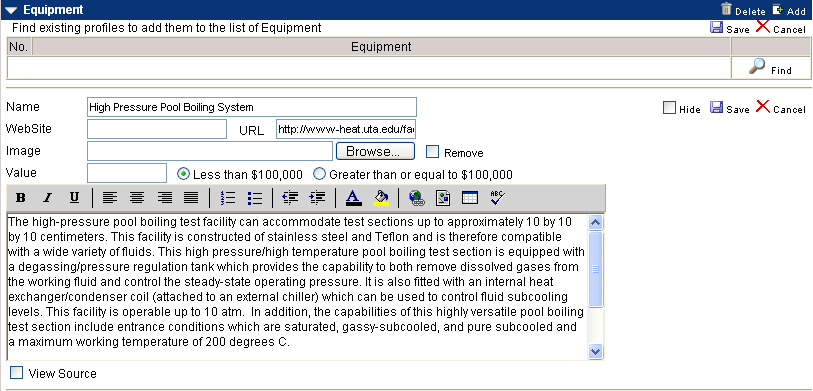 Equipment Delete Add
Find existing profiles to add them to the list of Equipment Save Cancel
No. Equipment
Find
Name High Pressure Pool Boiling System Hide Save Cancel
WebSite URL http://www-heat.uta.edu/fa
Image Browse... Remove
Value Less than $100,000 Greater than or equal to $100,000
B I U A ABC
The high-pressure pool boiling test facility can accommodate test sections up to approximately 10 by 10
by 10 centimeters. This facility is constructed of stainless steel and Teflon and is therefore compatible
with a wide variety of fluids. This high pressure/high temperature pool boiling test section is equipped with
a degassing/pressure regulation tank which provides the capability to both remove dissolved gases from
the working fluid and control the steady-state operating pressure. It is also fitted with an internal heat
exchanger/condenser coil (attached to an external chiller) which can be used to control fluid subcooling
levels. This facility is operable up to 10 atm. In addition, the capabilities of this highly versatile pool boiling
test section include entrance conditions which are saturated, gassy-subcooled, and pure subcooled and
a maximum working temperature of 200 degrees C.
View Source